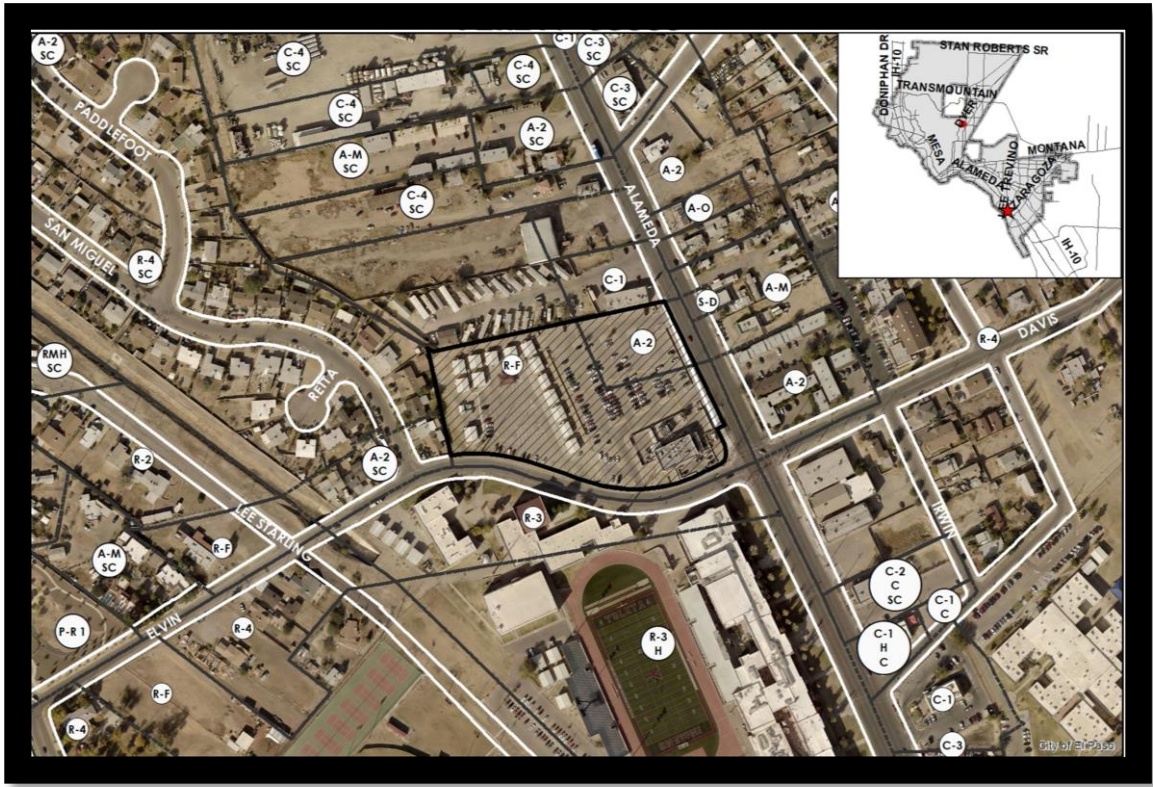 A-2
SC
C-4
SC
C-1
C-3
SC
C-4
SC
C-3
SC
PADDLEFOOT
C-4
SC
A-2
SC
A-M
SC
A-2
C-4
SC
ALAMEDA
A-O
SAN MIGUEL
R-4
SC
C-1
S-D
A-M
R-4
DAVIS
A-2
R-F
RMH
SC
REITA
A-2
A-2
SC
R-2
LEE STARLING
R-3
IRWIN
R-F
A-M
SC
C-2
C
SC
C-1
C
P-R 1
ELVIN
R-4
R-3
H
C-1
H
C
R-F
C-1
R-4
C-3
City of El Paso
DONIPHAN DR
IH-10
STAN ROBERTS SR
TRANSMOUNTAIN
DYER
MESA
MONTANA
ALAMEDA
LEE TREVINO
ZARAGOZA
IH-10